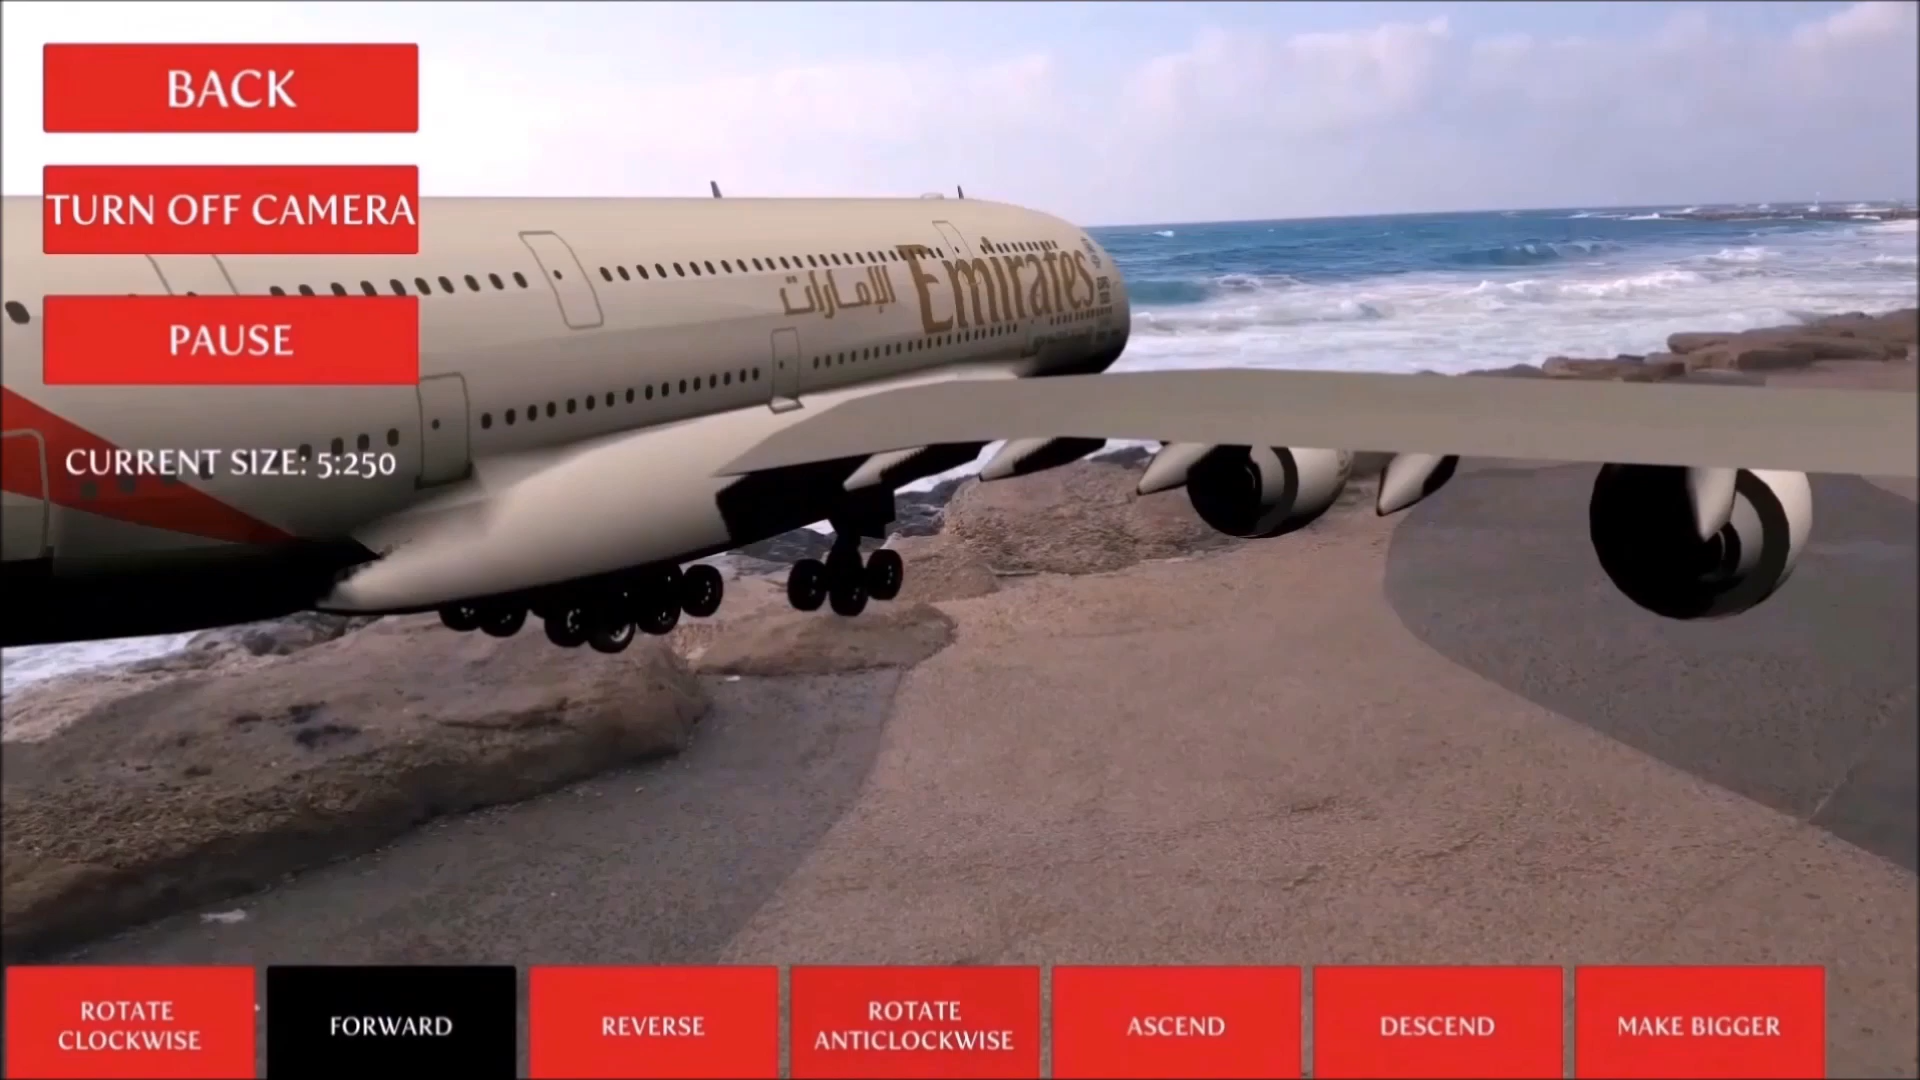 BACK
TURN OFF CAMERA
PAUSE
الإمارات Emirates
CURRENT SIZE: 5:250
ROTATE
CLOCKWISE
FORWARD
REVERSE
ROTATE
ANTICLOCKWISE
ASCEND
DESCEND
MAKE BIGGER